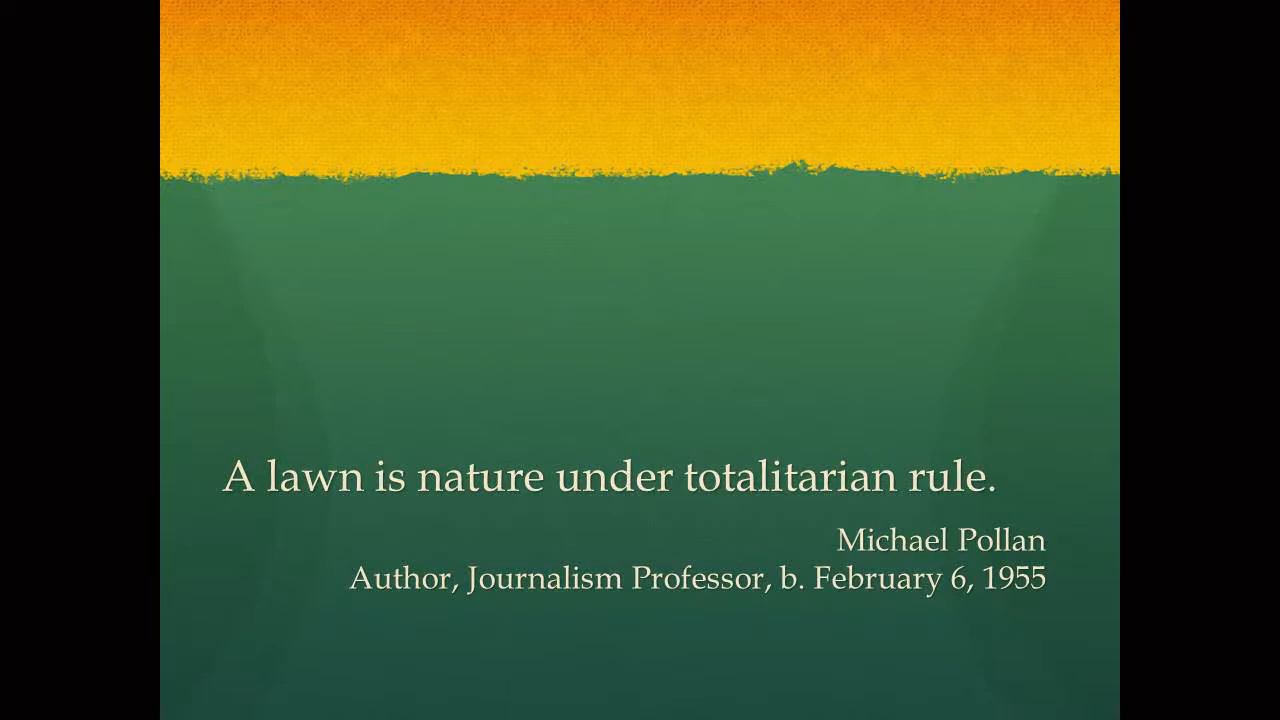 A lawn is nature under totalitarian rule.
Michael Pollan
Author, Journalism Professor, b. February 6, 1955